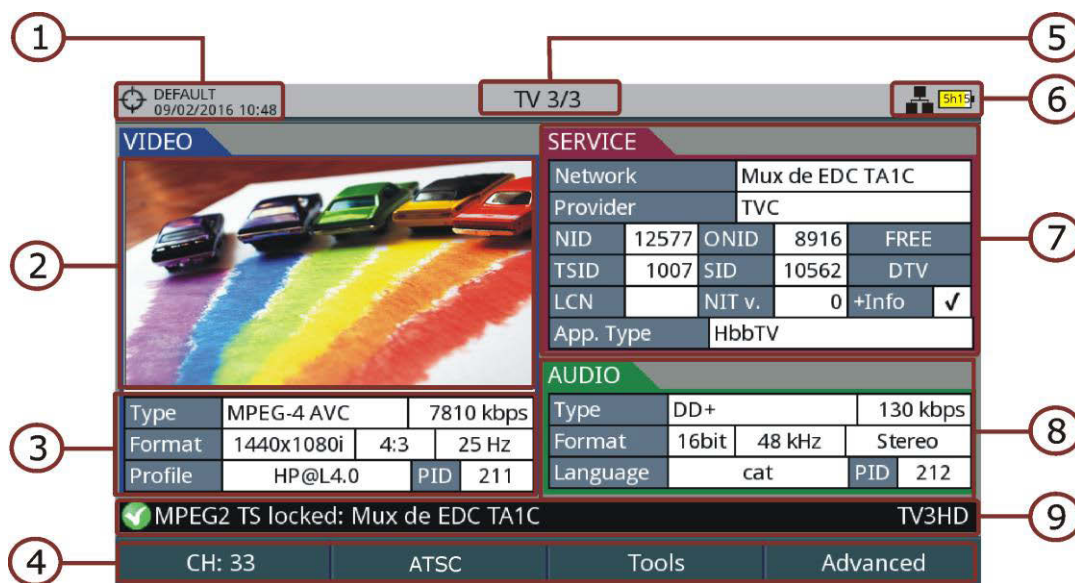 1
5
DEFAULT
09/02/2016 10:48
TV 3/3
5h15
6
VIDEO
2
SERVICE
Network Mux de EDC TA1C
Provider TVC
NID 12577 ONID 8916 FREE
TSID 1007 SID 10562 DTV
LCN NIT v. 0 +Info ✓
App. Type HbbTV
7
3
Type MPEG-4 AVC 7810 kbps
Format 1440x1080i 4:3 25 Hz
Profile HP@L4.0 PID 211
AUDIO
Type DD+ 130 kbps
Format 16bit 48 kHz Stereo
Language cat PID 212
8
MPEG2 TS locked: Mux de EDC TA1C TV3HD
9
4
CH: 33 ATSC Tools Advanced